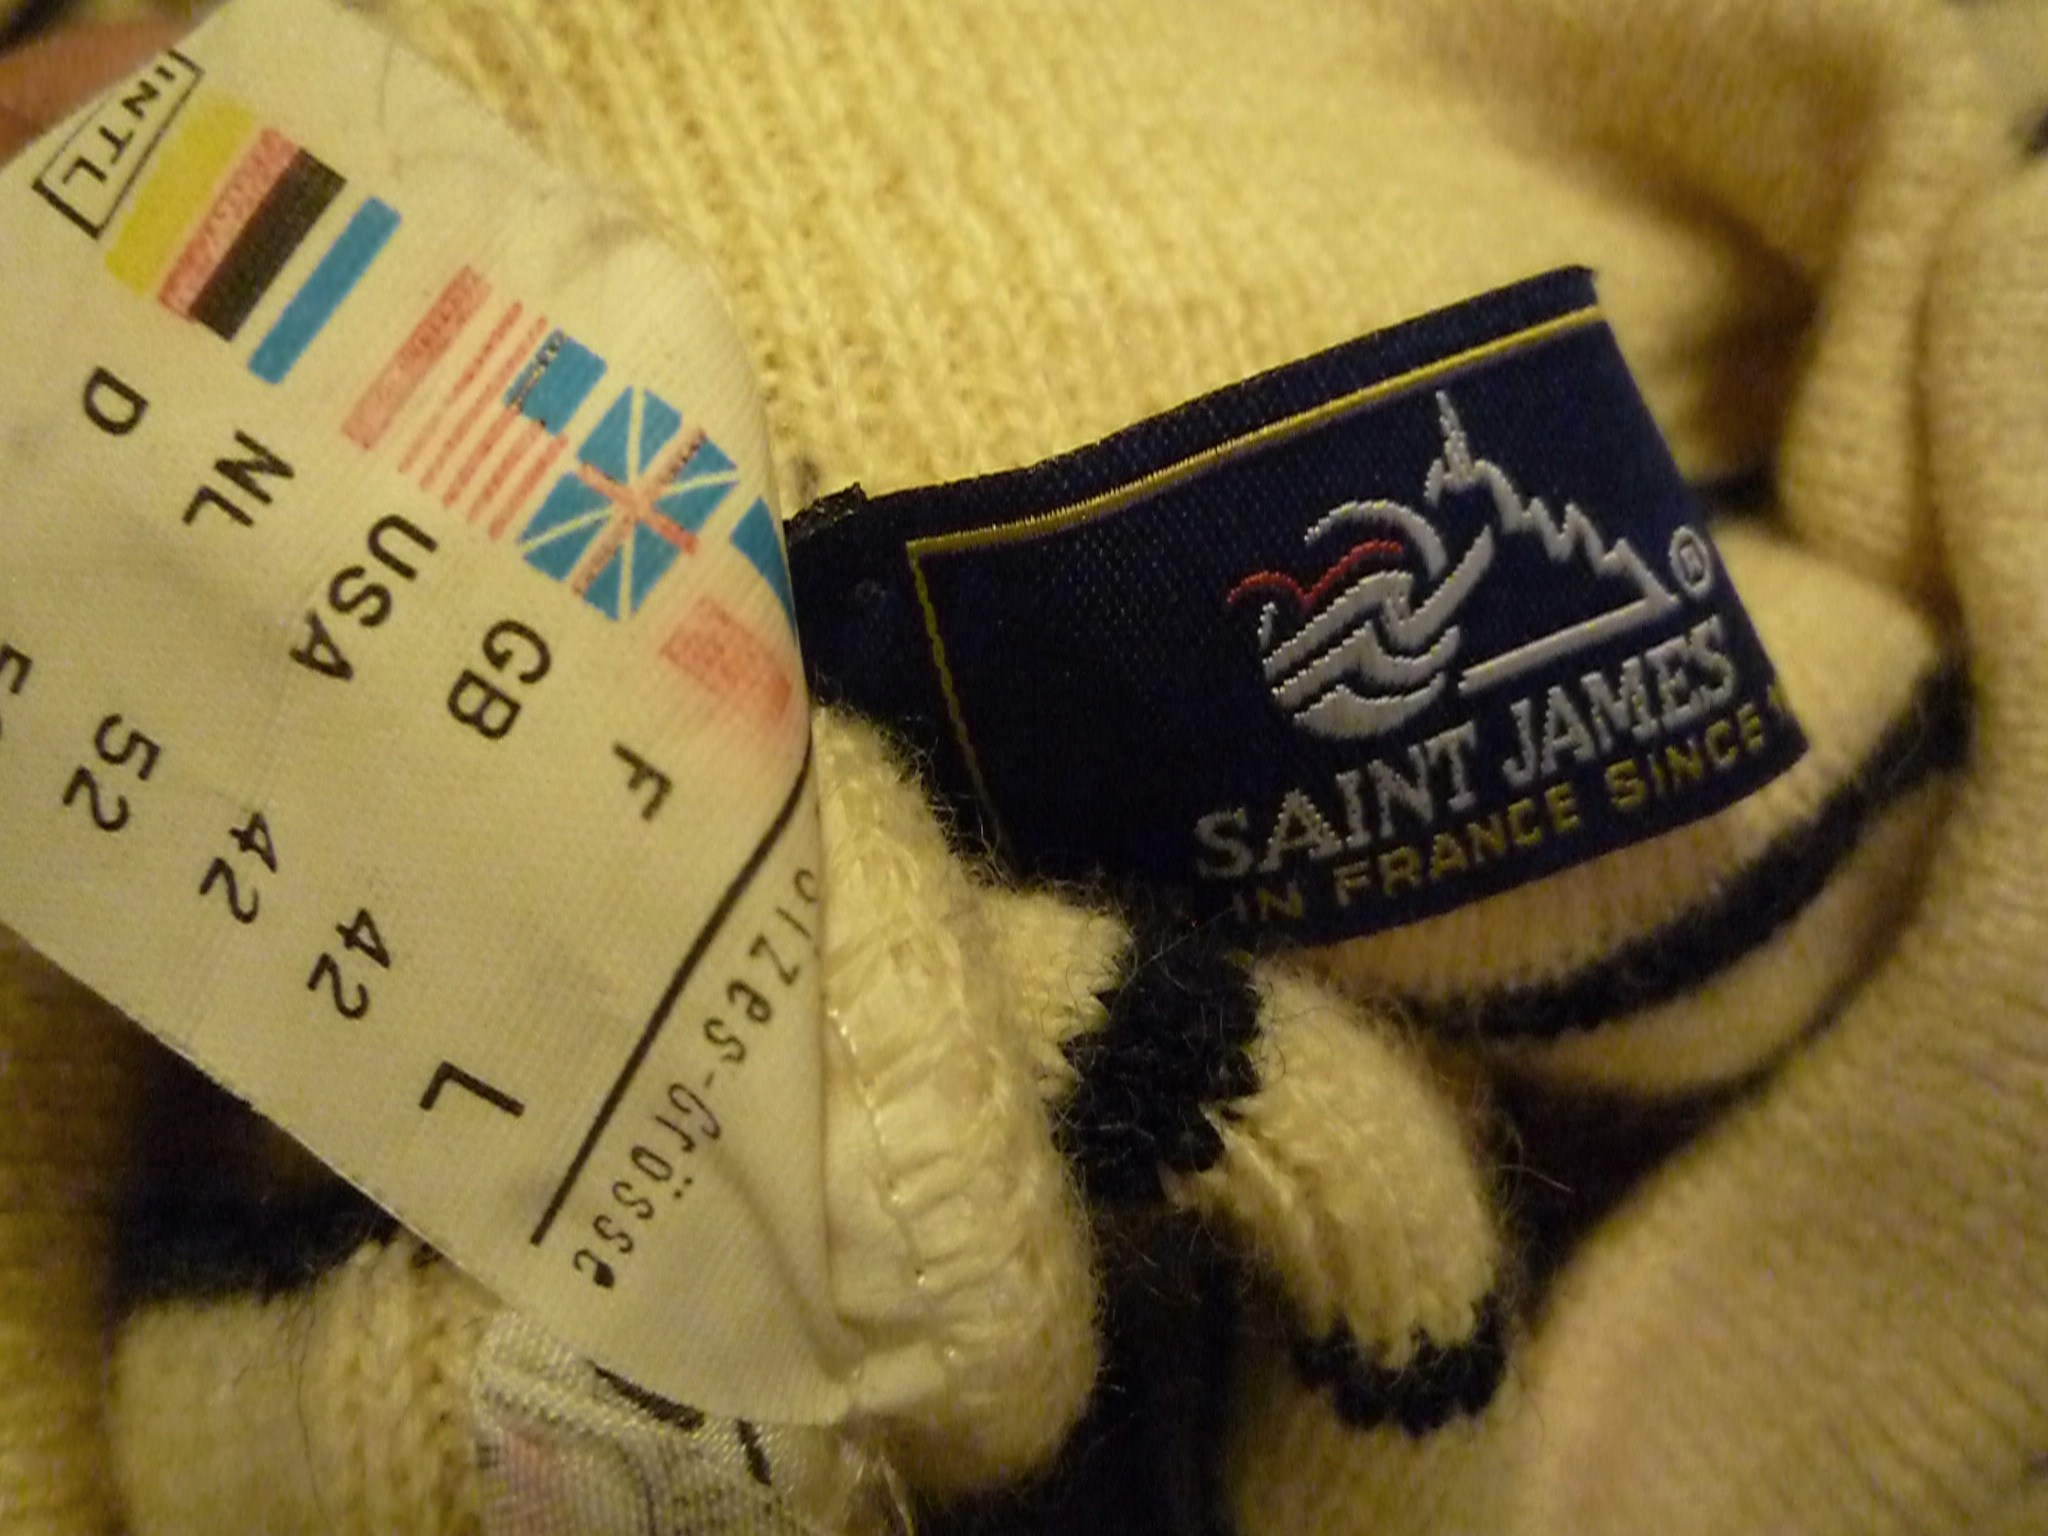 Sizes-Grösse
F L
GB 42
USA 42
NL 52
D
INTL
SAINT JAMES ®
IN FRANCE SINCE